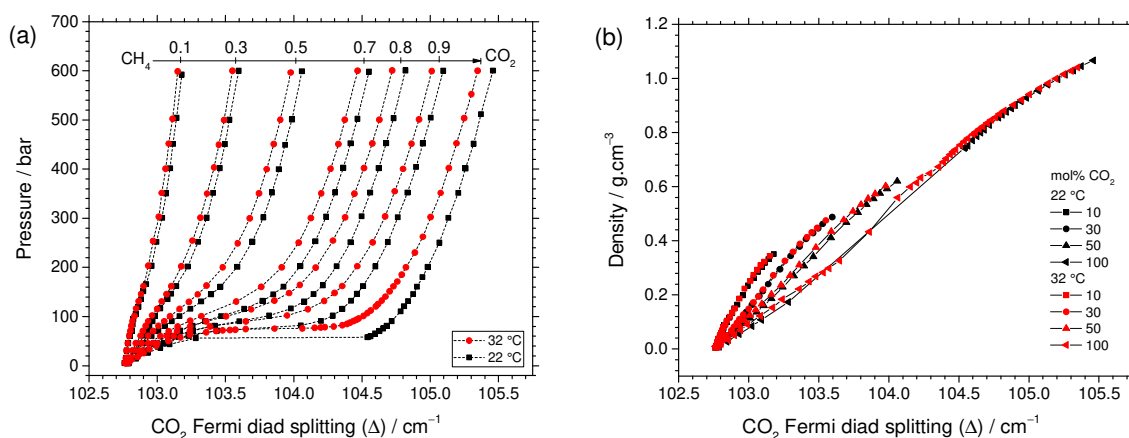 (a)
0.1 0.3 0.5 0.7 0.8 0.9
CH₄ CO₂
600
500
400
300
200
100
0
Pressure / bar
32 °C
22 °C
102.5 103.0 103.5 104.0 104.5 105.0 105.5
CO₂ Fermi diad splitting (Δ) / cm⁻¹
(b)
1.2
1.0
0.8
0.6
0.4
0.2
0.0
Density / g.cm⁻³
mol% CO₂
22 °C
10
30
50
100
32 °C
10
30
50
100
102.5 103.0 103.5 104.0 104.5 105.0 105.5
CO₂ Fermi diad splitting (Δ) / cm⁻¹